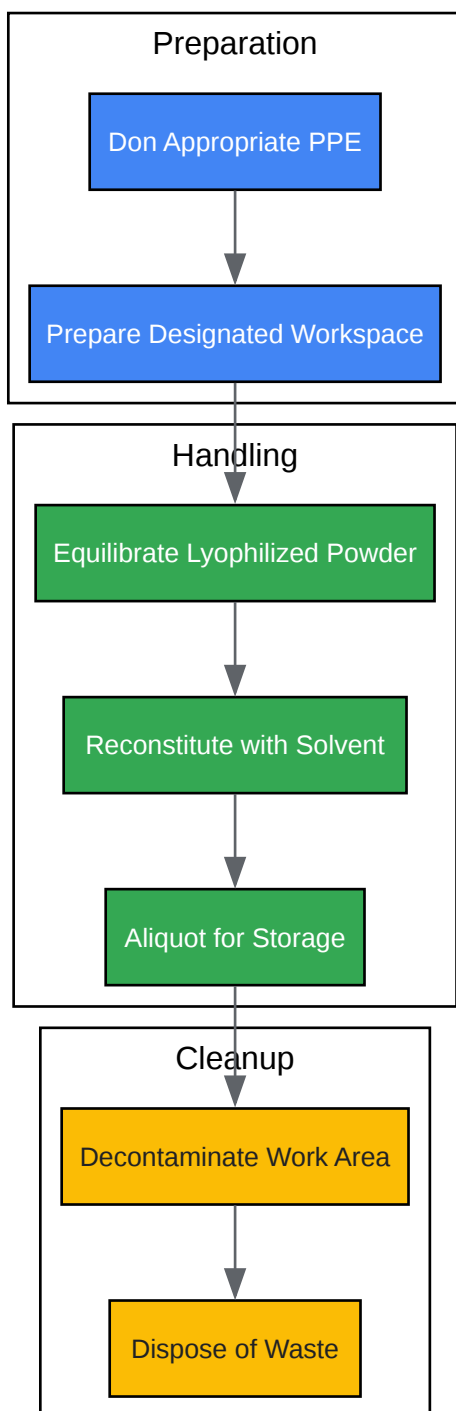 Preparation
Don Appropriate PPE
Prepare Designated Workspace
Handling
Equilibrate Lyophilized Powder
Reconstitute with Solvent
Aliquot for Storage
Cleanup
Decontaminate Work Area
Dispose of Waste